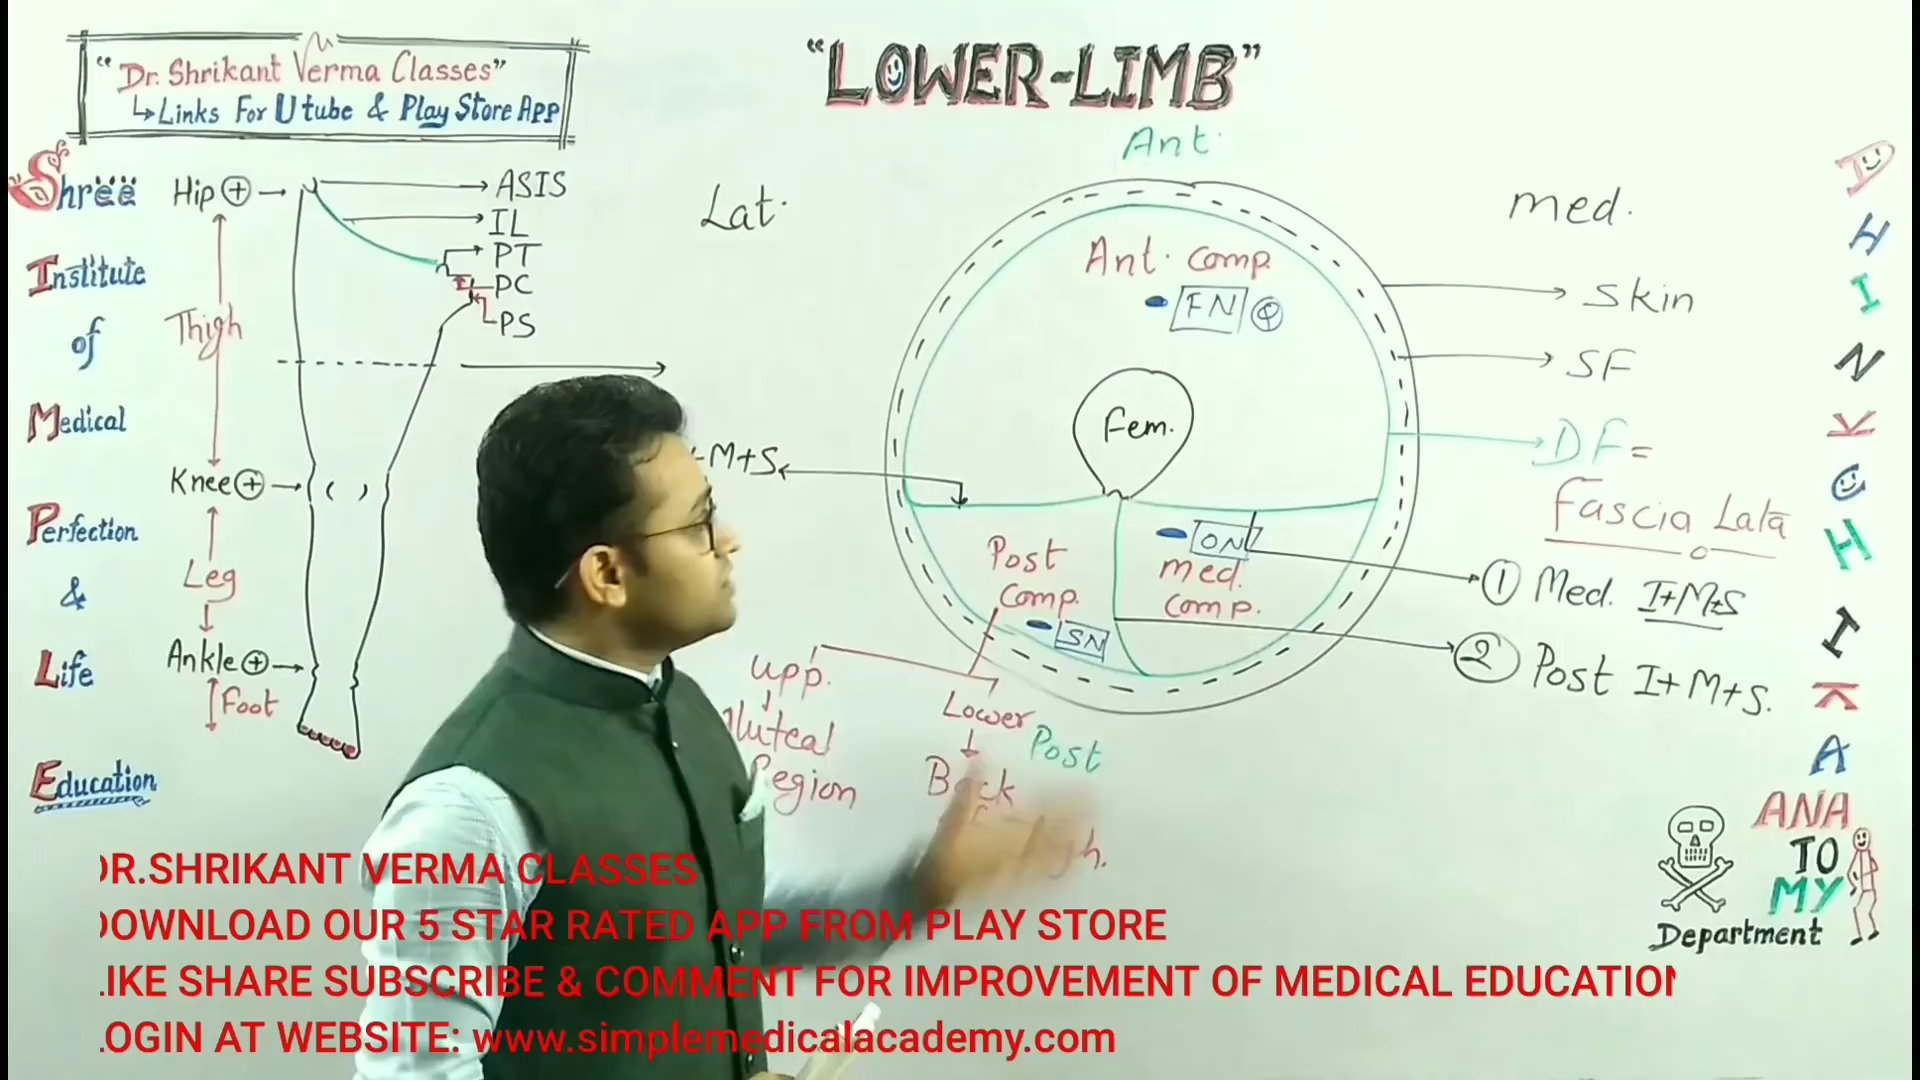 "Dr. Shrikant Verma Classes"
↳Links For Utube & Play Store App
"LOWER-LIMB"
Shree
Institute
of
Medical
Perfection
&
Life
Education
Hip
Thigh
Knee
Leg
Ankle
Foot
ASIS
IL
PT
PC
PS
Ant.
Lat.
med.
Ant. comp.
FN
Fem.
M+S
Post
Comp.
SN
ON
med.
comp.
upp.
Region
Lower
Back
Post
Skin
SF
DF =
Fascia Lata
① Med. I+M+S
② Post I+M+S.
DHINKCHIKA
ANA
TO
MY
Department
DR.SHRIKANT VERMA CLASSES
DOWNLOAD OUR 5 STAR RATED APP FROM PLAY STORE
LIKE SHARE SUBSCRIBE & COMMENT FOR IMPROVEMENT OF MEDICAL EDUCATION
LOGIN AT WEBSITE: www.simplemedicalacademy.com